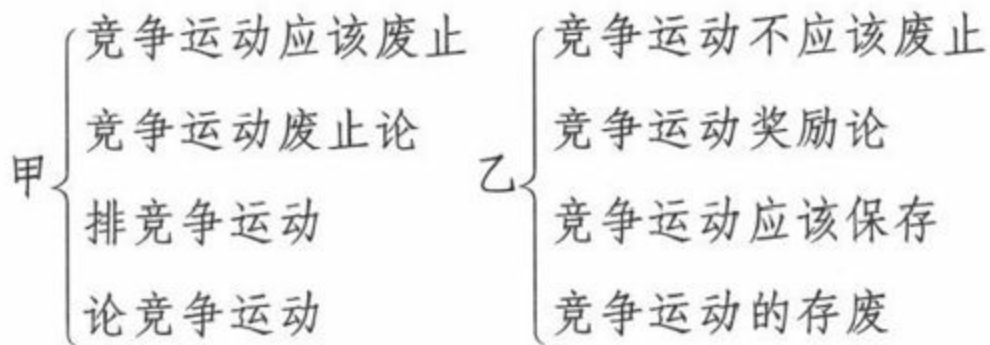 甲
竞争运动应该废止
竞争运动废止论
排竞争运动
论竞争运动
乙
竞争运动不应该废止
竞争运动奖励论
竞争运动应该保存
竞争运动的存废